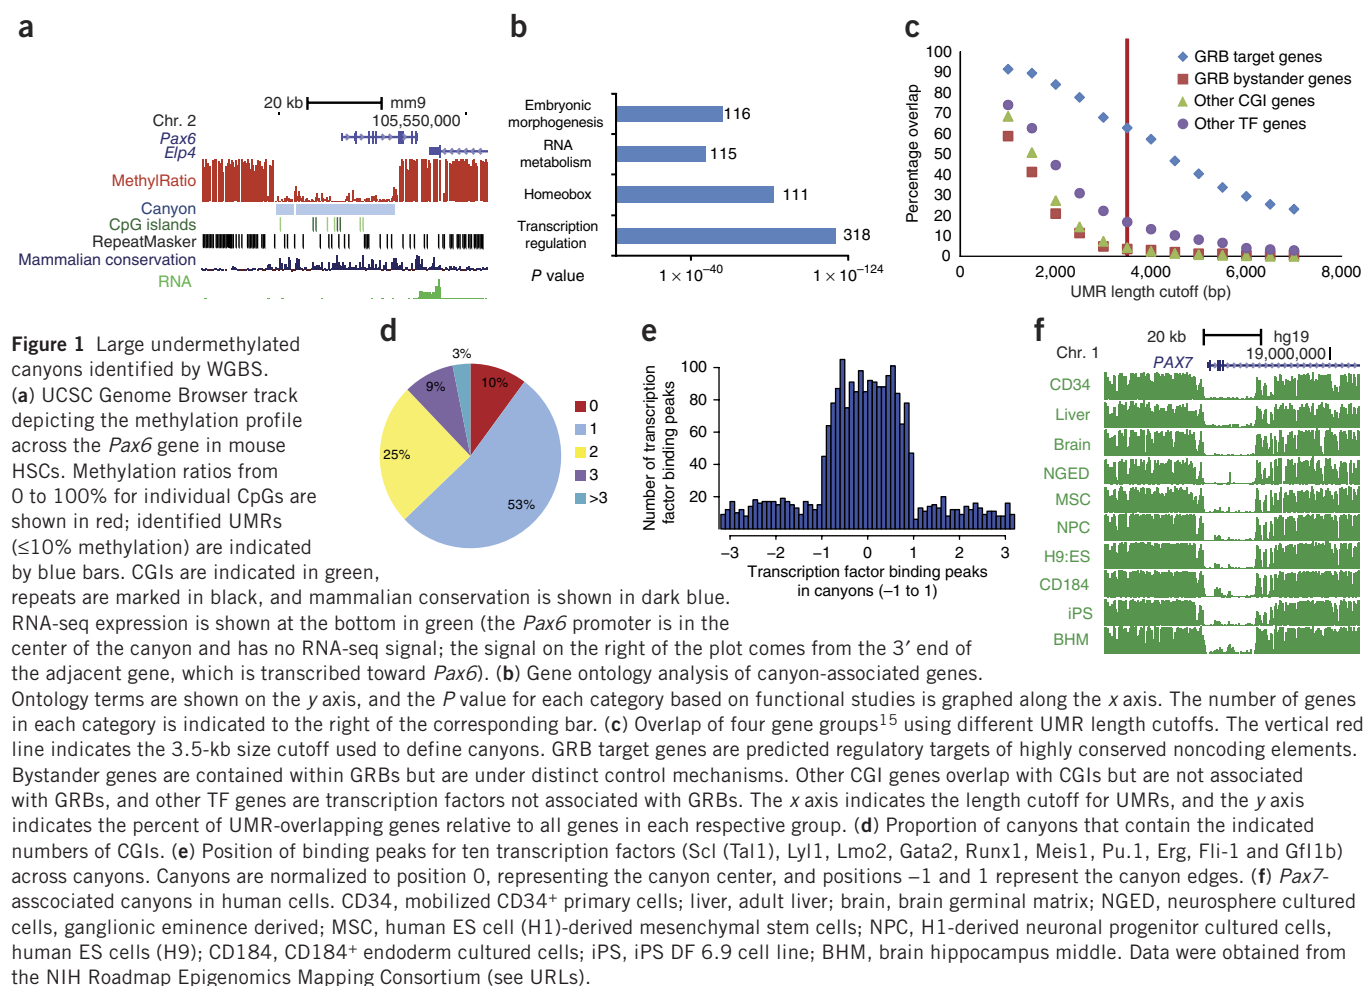 a
20 kb
mm9
Chr. 2
105,550,000
Pax6
Elp4
MethylRatio
Canyon
CpG islands
RepeatMasker
Mammalian conservation
RNA
b
Embryonic
morphogenesis
116
RNA
metabolism
115
Homeobox
111
Transcription
regulation
318
P value
1 × 10⁻⁴⁰
1 × 10⁻¹²⁴
c
Percentage overlap
100
90
80
70
60
50
40
30
20
10
0
0
2,000
4,000
6,000
8,000
UMR length cutoff (bp)
GRB target genes
GRB bystander genes
Other CGI genes
Other TF genes
d
3%
10%
9%
25%
53%
0
1
2
3
>3
e
Number of transcription
factor binding peaks
100
80
60
40
20
–3
–2
–1
0
1
2
3
Transcription factor binding peaks
in canyons (–1 to 1)
f
20 kb
hg19
Chr. 1
19,000,000
PAX7
CD34
Liver
Brain
NGED
MSC
NPC
H9:ES
CD184
iPS
BHM
Figure 1 Large undermethylated
canyons identified by WGBS.
(a) UCSC Genome Browser track
depicting the methylation profile
across the Pax6 gene in mouse
HSCs. Methylation ratios from
0 to 100% for individual CpGs are
shown in red; identified UMRs
(≤10% methylation) are indicated
by blue bars. CGIs are indicated in green,
repeats are marked in black, and mammalian conservation is shown in dark blue.
RNA-seq expression is shown at the bottom in green (the Pax6 promoter is in the
center of the canyon and has no RNA-seq signal; the signal on the right of the plot comes from the 3′ end of
the adjacent gene, which is transcribed toward Pax6). (b) Gene ontology analysis of canyon-associated genes.
Ontology terms are shown on the y axis, and the P value for each category based on functional studies is graphed along the x axis. The number of genes
in each category is indicated to the right of the corresponding bar. (c) Overlap of four gene groups¹⁵ using different UMR length cutoffs. The vertical red
line indicates the 3.5-kb size cutoff used to define canyons. GRB target genes are predicted regulatory targets of highly conserved noncoding elements.
Bystander genes are contained within GRBs but are under distinct control mechanisms. Other CGI genes overlap with CGIs but are not associated
with GRBs, and other TF genes are transcription factors not associated with GRBs. The x axis indicates the length cutoff for UMRs, and the y axis
indicates the percent of UMR-overlapping genes relative to all genes in each respective group. (d) Proportion of canyons that contain the indicated
numbers of CGIs. (e) Position of binding peaks for ten transcription factors (Scl (Tal1), Lyl1, Lmo2, Gata2, Runx1, Meis1, Pu.1, Erg, Fli-1 and Gfi1b)
across canyons. Canyons are normalized to position 0, representing the canyon center, and positions –1 and 1 represent the canyon edges. (f) Pax7-
asscociated canyons in human cells. CD34, mobilized CD34⁺ primary cells; liver, adult liver; brain, brain germinal matrix; NGED, neurosphere cultured
cells, ganglionic eminence derived; MSC, human ES cell (H1)-derived mesenchymal stem cells; NPC, H1-derived neuronal progenitor cultured cells,
human ES cells (H9); CD184, CD184⁺ endoderm cultured cells; iPS, iPS DF 6.9 cell line; BHM, brain hippocampus middle. Data were obtained from
the NIH Roadmap Epigenomics Mapping Consortium (see URLs).